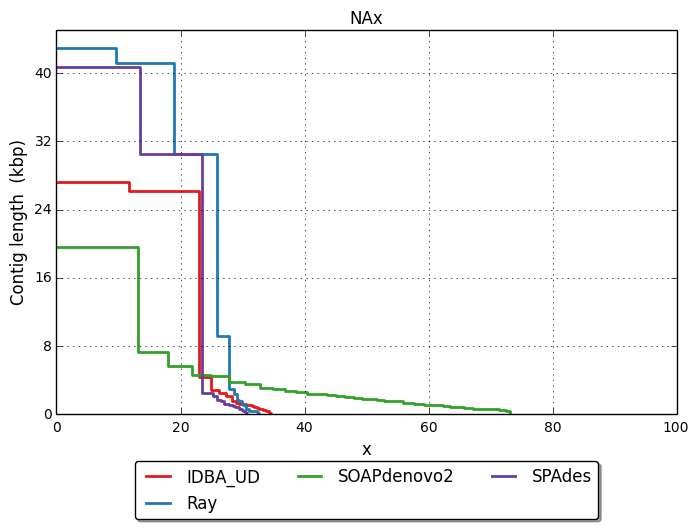 NAx
40
32
24
16
8
0
Contig length (kbp)
0 20 40 60 80 100
x
IDBA_UD SOAPdenovo2 SPAdes
Ray